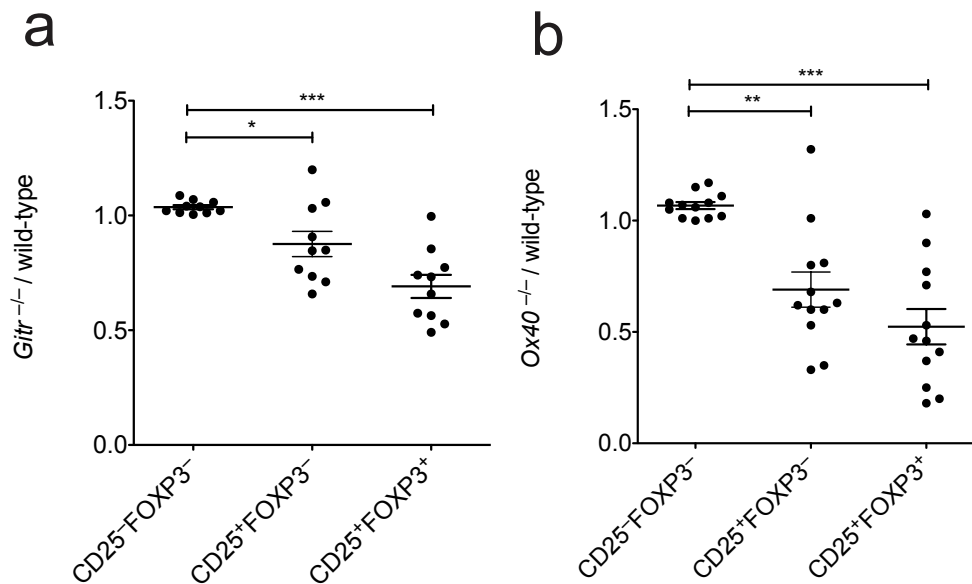 a
Gitr –/– / wild-type
1.5
1.0
0.5
0.0
***
*
CD25–FOXP3–
CD25+FOXP3–
CD25+FOXP3+
b
Ox40 –/– / wild-type
1.5
1.0
0.5
0.0
***
**
CD25–FOXP3–
CD25+FOXP3–
CD25+FOXP3+